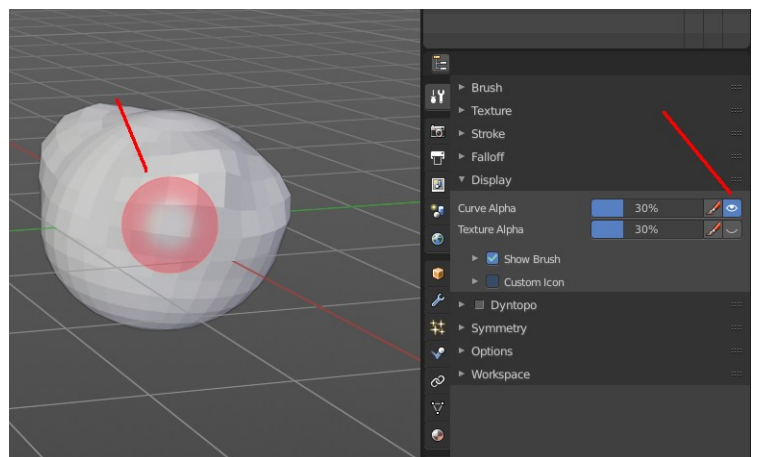 Brush
Texture
Stroke
Falloff
Display
Curve Alpha 30%
Texture Alpha 30%
Show Brush
Custom Icon
Dyntopo
Symmetry
Options
Workspace